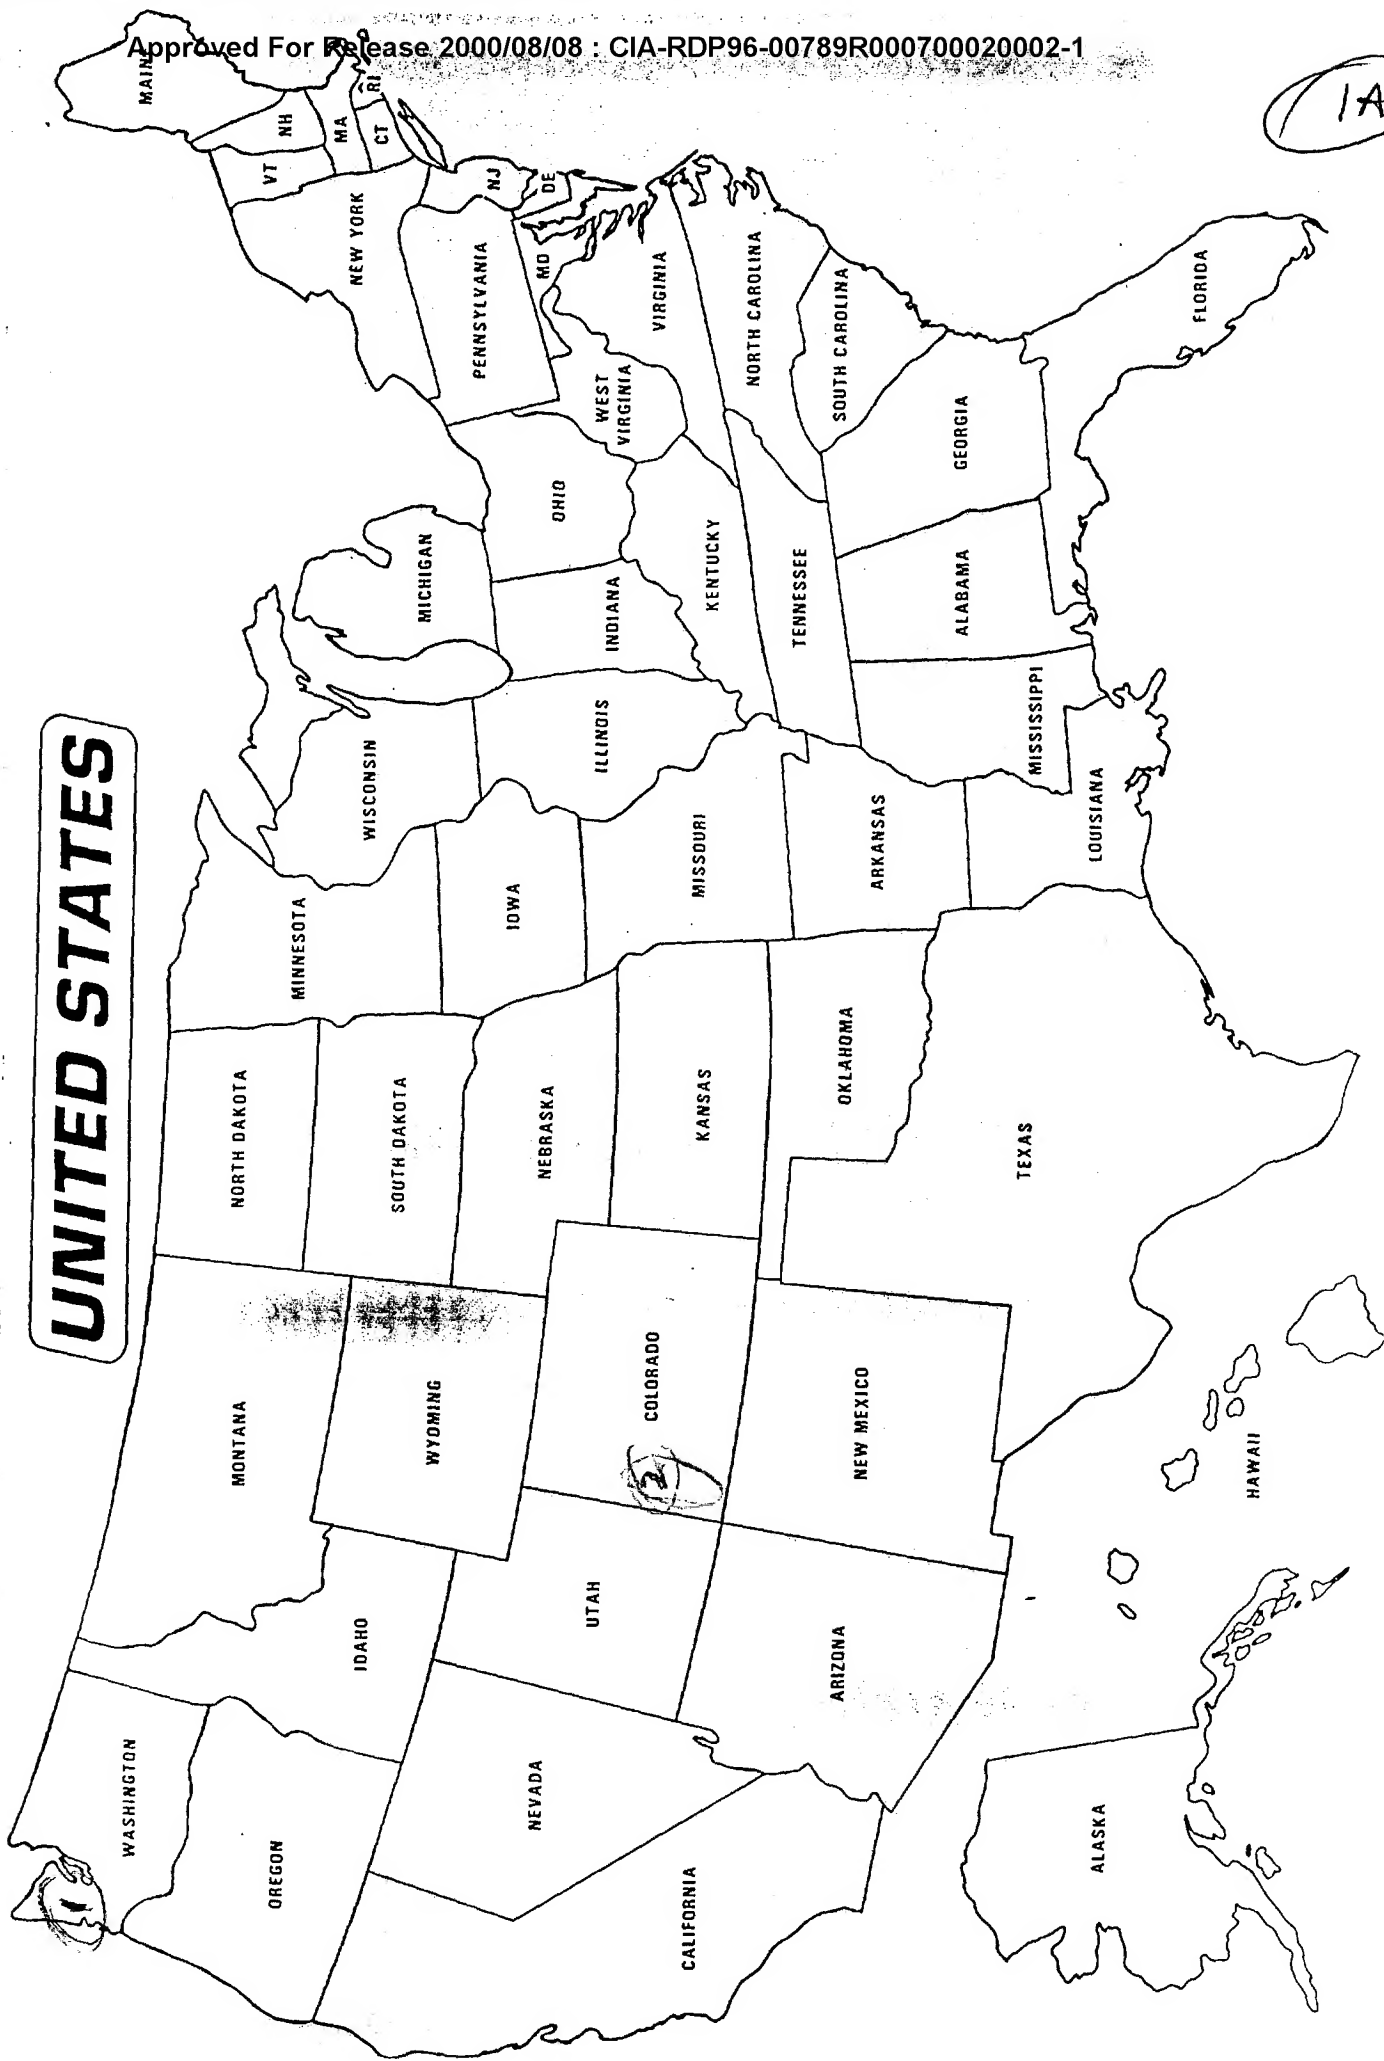 Approved For Release 2000/08/08 : CIA-RDP96-00789R000700020002-1
1A
UNITED STATES
WASHINGTON
1
OREGON
CALIFORNIA
NEVADA
IDAHO
MONTANA
WYOMING
UTAH
COLORADO
2
ARIZONA
NEW MEXICO
NORTH DAKOTA
SOUTH DAKOTA
NEBRASKA
KANSAS
OKLAHOMA
TEXAS
MINNESOTA
IOWA
MISSOURI
ARKANSAS
LOUISIANA
WISCONSIN
ILLINOIS
MICHIGAN
INDIANA
OHIO
KENTUCKY
TENNESSEE
MISSISSIPPI
ALABAMA
GEORGIA
FLORIDA
SOUTH CAROLINA
NORTH CAROLINA
VIRGINIA
WEST
VIRGINIA
MD
DE
NJ
PENNSYLVANIA
NEW YORK
VT
NH
MA
CT
RI
MAINE
ALASKA
HAWAII